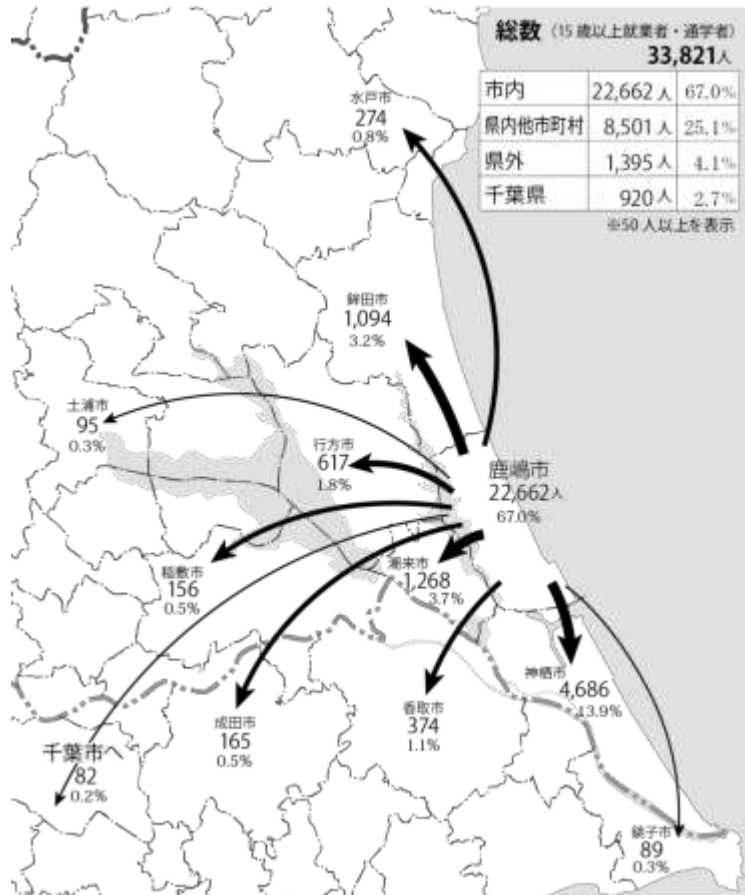 総数 (15歳以上就業者・通学者)
33,821人
市内 22,662人 67.0%
県内他市町村 8,501人 25.1%
県外 1,395人 4.1%
千葉県 920人 2.7%
※50人以上を表示
水戸市
274
0.8%
鉾田市
1,094
3.2%
土浦市
95
0.3%
行方市
617
1.8%
鹿嶋市
22,662人
67.0%
稲敷市
156
0.5%
潮来市
1,268
3.7%
神栖市
4,686
13.9%
成田市
165
0.5%
香取市
374
1.1%
千葉市へ
82
0.2%
銚子市
89
0.3%